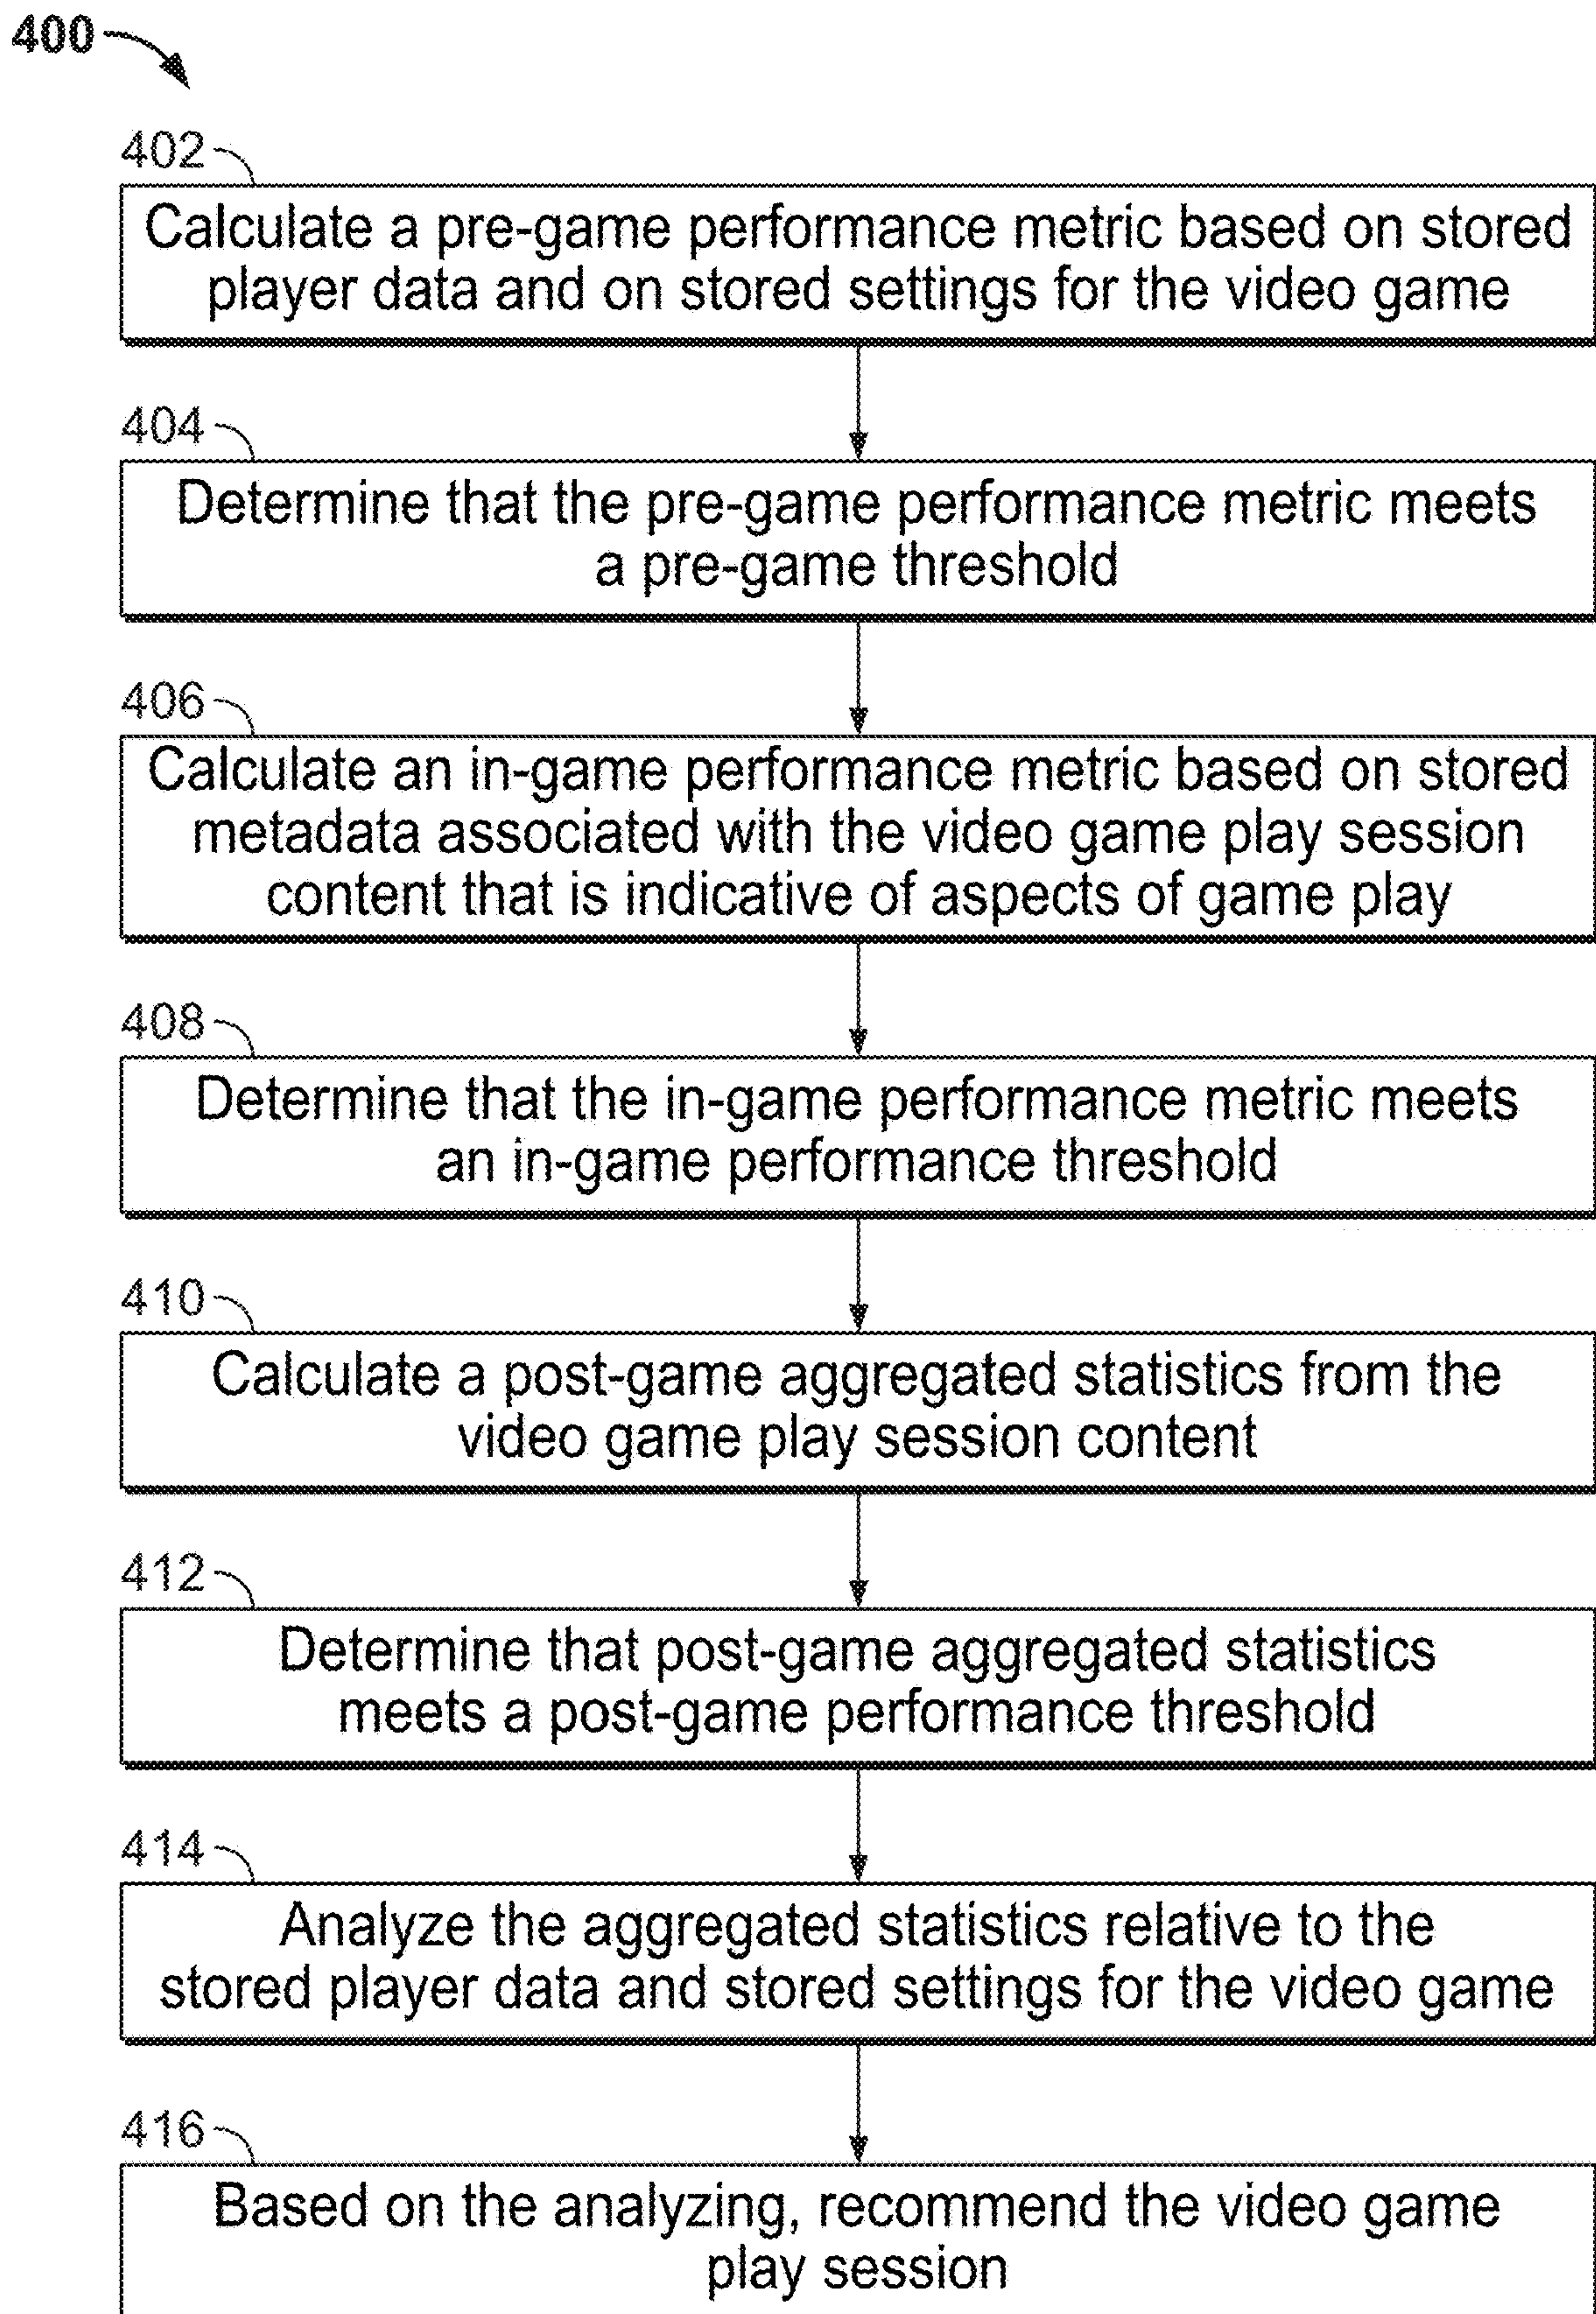 400
402
Calculate a pre-game performance metric based on stored
player data and on stored settings for the video game
404
Determine that the pre-game performance metric meets
a pre-game threshold
406
Calculate an in-game performance metric based on stored
metadata associated with the video game play session
content that is indicative of aspects of game play
408
Determine that the in-game performance metric meets
an in-game performance threshold
410
Calculate a post-game aggregated statistics from the
video game play session content
412
Determine that post-game aggregated statistics
meets a post-game performance threshold
414
Analyze the aggregated statistics relative to the
stored player data and stored settings for the video game
416
Based on the analyzing, recommend the video game
play session